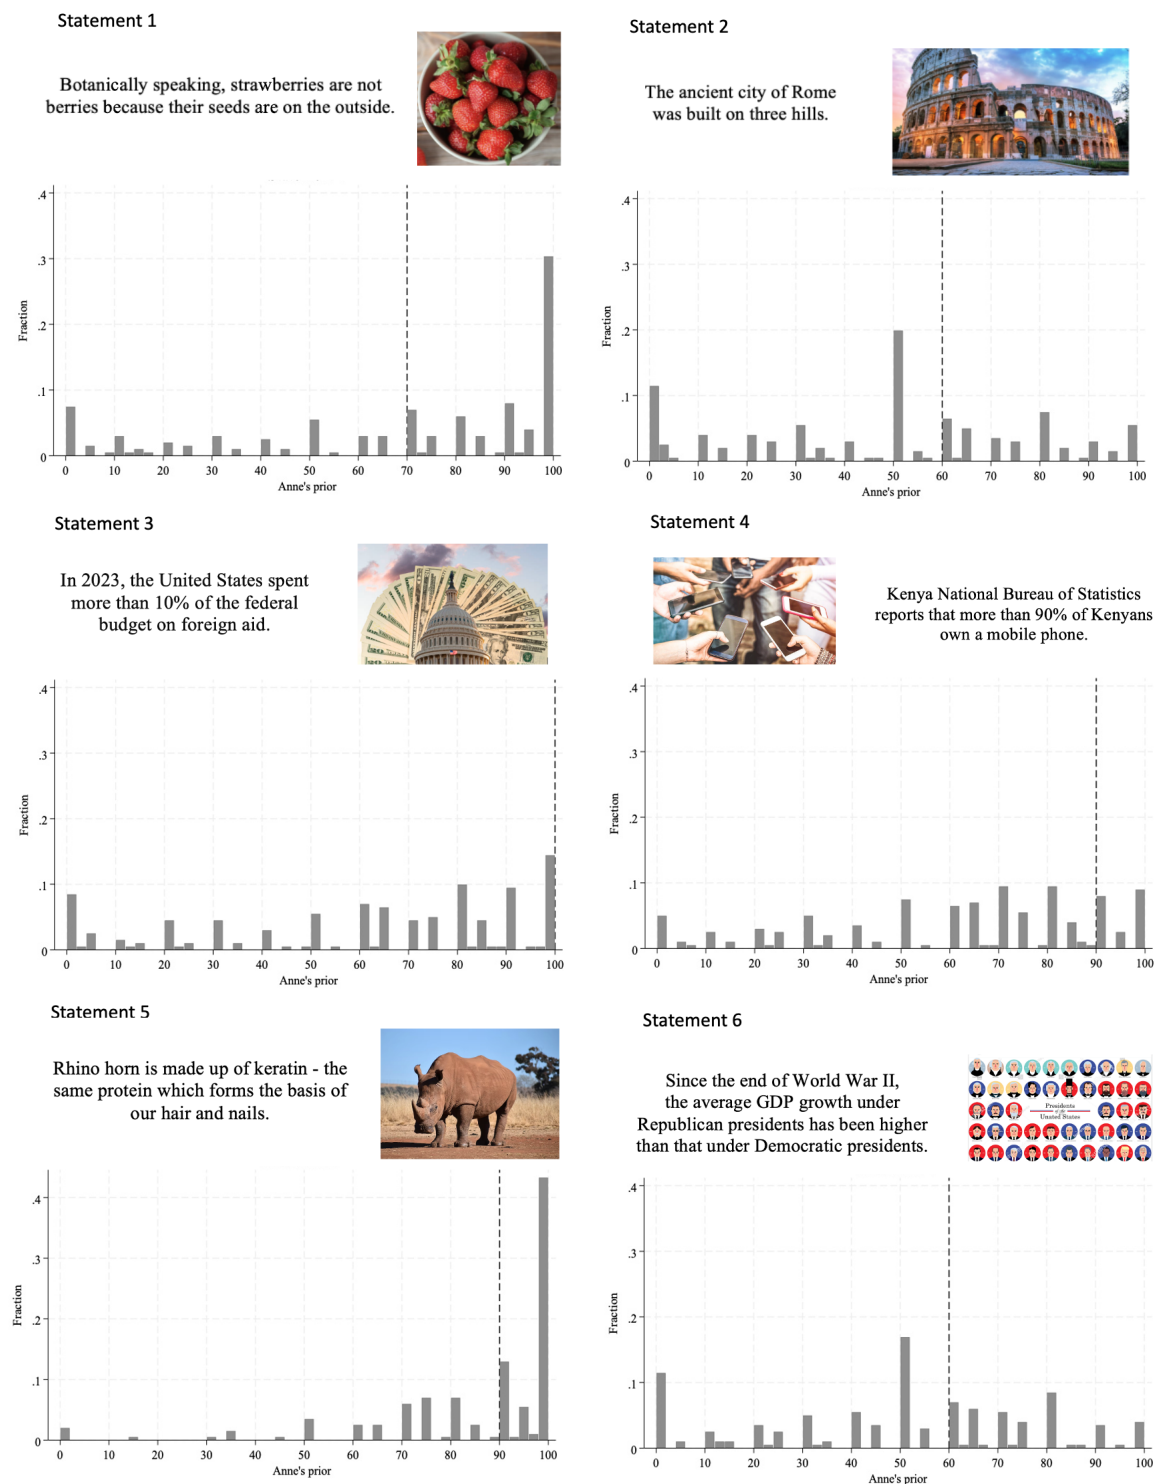 Statement 1
Botanically speaking, strawberries are not
berries because their seeds are on the outside.
.4
.3
.2
.1
0
Fraction
0 10 20 30 40 50 60 70 80 90 100
Anne's prior
Statement 2
The ancient city of Rome
was built on three hills.
.4
.3
.2
.1
0
Fraction
0 10 20 30 40 50 60 70 80 90 100
Anne's prior
Statement 3
In 2023, the United States spent
more than 10% of the federal
budget on foreign aid.
.4
.3
.2
.1
0
Fraction
0 10 20 30 40 50 60 70 80 90 100
Anne's prior
Statement 4
Kenya National Bureau of Statistics
reports that more than 90% of Kenyans
own a mobile phone.
.4
.3
.2
.1
0
Fraction
0 10 20 30 40 50 60 70 80 90 100
Anne's prior
Statement 5
Rhino horn is made up of keratin - the
same protein which forms the basis of
our hair and nails.
.4
.3
.2
.1
0
Fraction
0 10 20 30 40 50 60 70 80 90 100
Anne's prior
Statement 6
Since the end of World War II,
the average GDP growth under
Republican presidents has been higher
than that under Democratic presidents.
Presidents
of the
United States
.4
.3
.2
.1
0
Fraction
0 10 20 30 40 50 60 70 80 90 100
Anne's prior